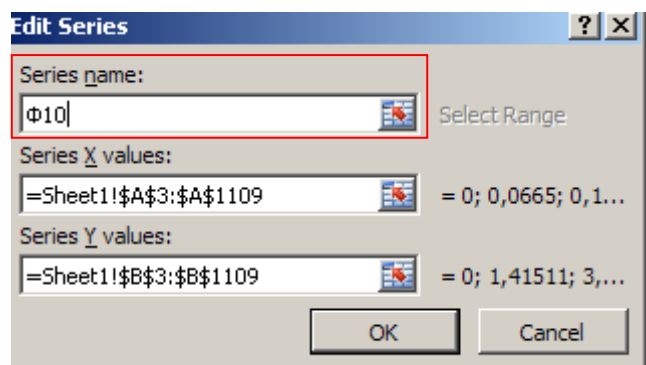 Edit Series ? X
Series name:
Φ10 Select Range
Series X values:
=Sheet1!$A$3:$A$1109 = 0; 0,0665; 0,1...
Series Y values:
=Sheet1!$B$3:$B$1109 = 0; 1,41511; 3,...
OK Cancel